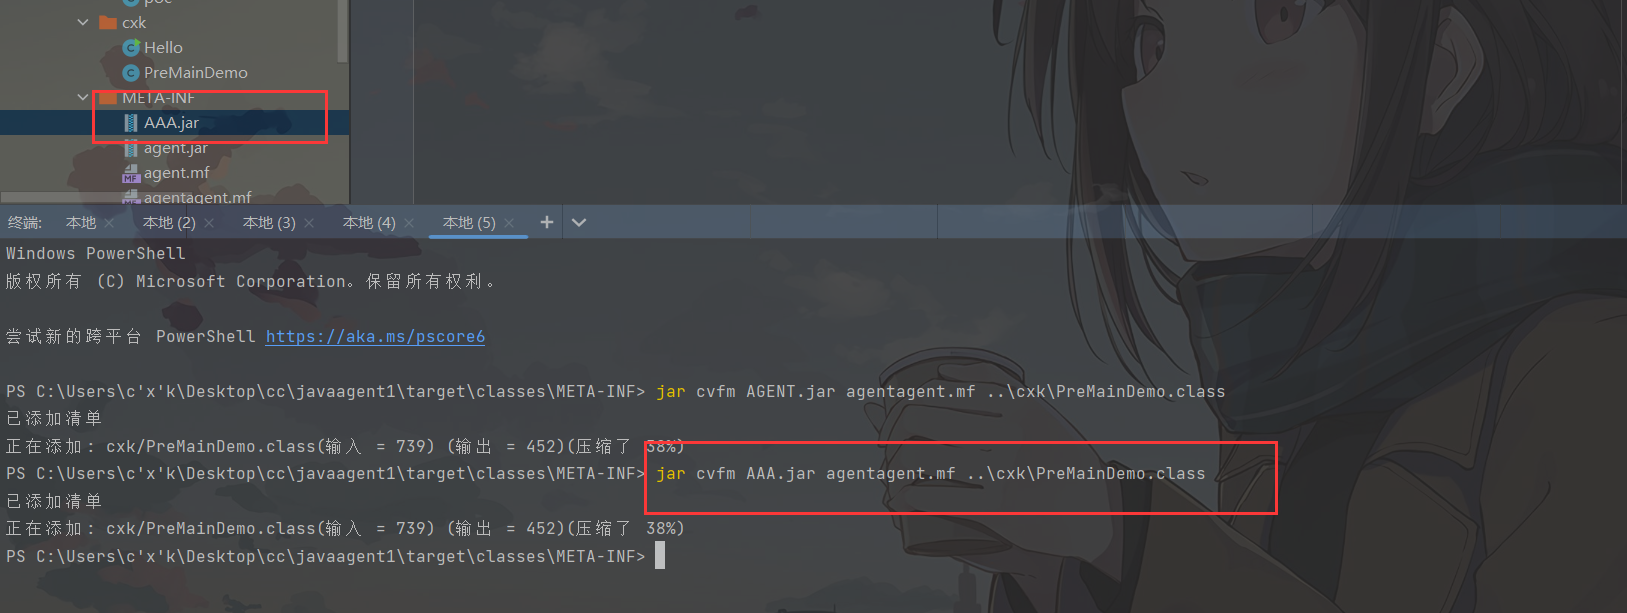 poc
cxk
Hello
PreMainDemo
META-INF
AAA.jar
agent.jar
agent.mf
agentagent.mf
终端: 本地 × 本地 (2) × 本地 (3) × 本地 (4) × 本地 (5) × +
Windows PowerShell
版权所有 (C) Microsoft Corporation。保留所有权利。
尝试新的跨平台 PowerShell https://aka.ms/pscore6
PS C:\Users\c'x'k\Desktop\cc\javaagent1\target\classes\META-INF> jar cvfm AGENT.jar agentagent.mf ..\cxk\PreMainDemo.class
已添加清单
正在添加: cxk/PreMainDemo.class(输入 = 739) (输出 = 452)(压缩了 38%)
PS C:\Users\c'x'k\Desktop\cc\javaagent1\target\classes\META-INF> jar cvfm AAA.jar agentagent.mf ..\cxk\PreMainDemo.class
已添加清单
正在添加: cxk/PreMainDemo.class(输入 = 739) (输出 = 452)(压缩了 38%)
PS C:\Users\c'x'k\Desktop\cc\javaagent1\target\classes\META-INF>